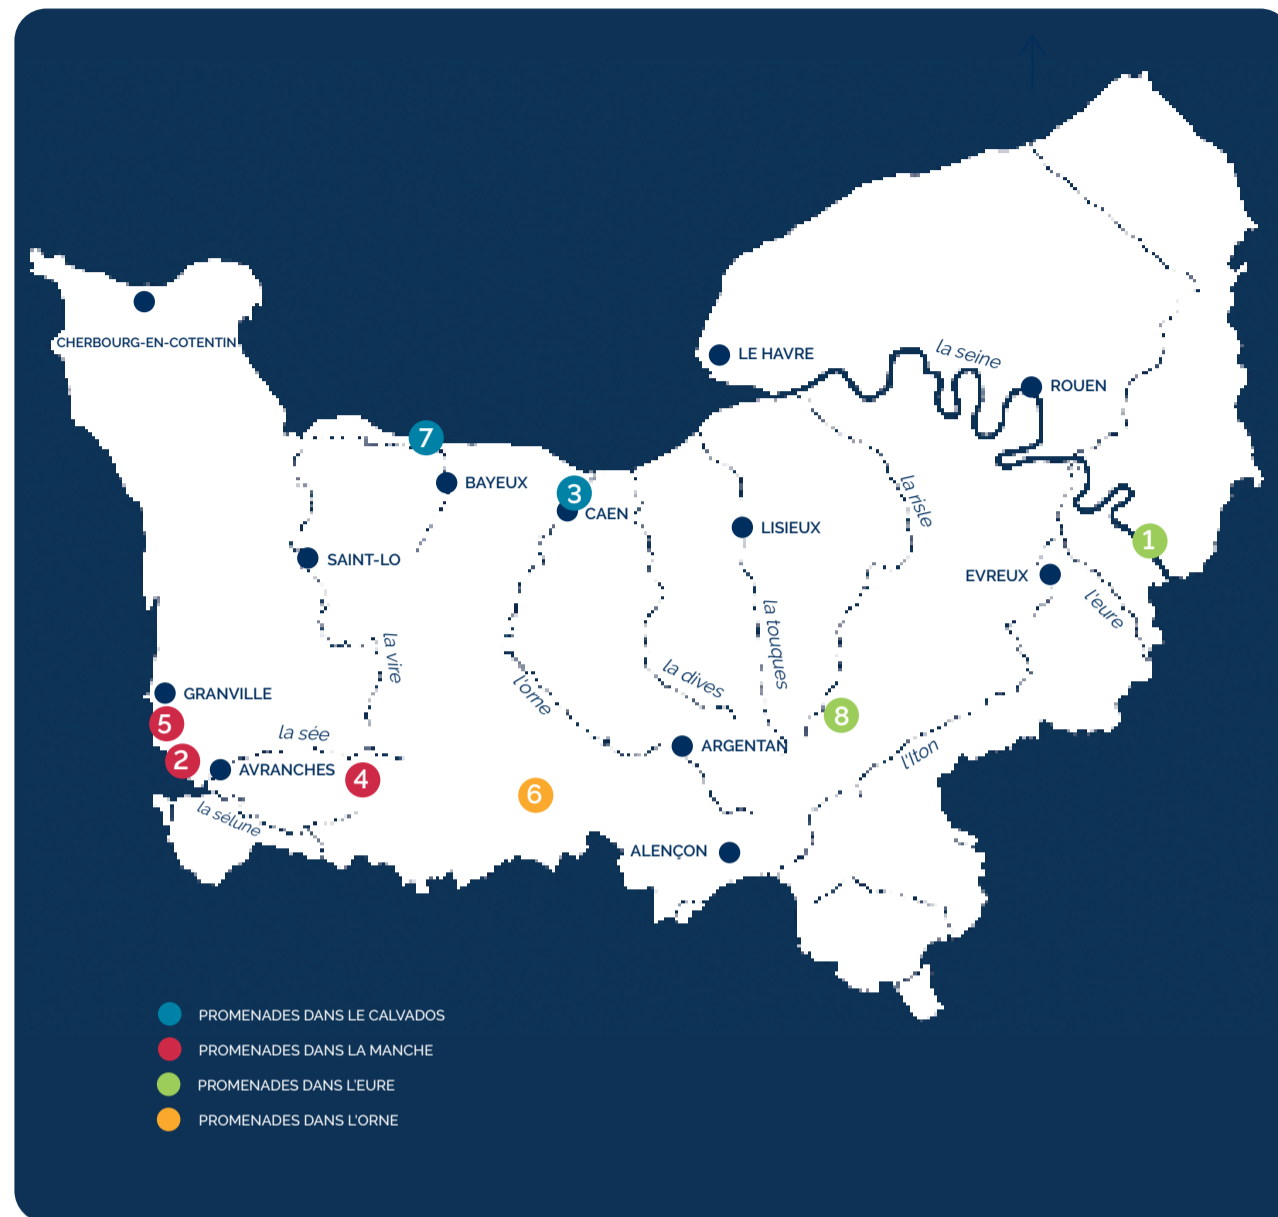 CHERBOURG-EN-COTENTIN
LE HAVRE
la seine
ROUEN
7
BAYEUX
3
CAEN
la risle
LISIEUX
1
SAINT-LO
EVREUX
l'eure
la touques
la vire
la dives
l'orne
GRANVILLE
5
8
la sée
2
AVRANCHES
4
ARGENTAN
l'Iton
6
la sélune
ALENÇON
PROMENADES DANS LE CALVADOS
PROMENADES DANS LA MANCHE
PROMENADES DANS L'EURE
PROMENADES DANS L'ORNE